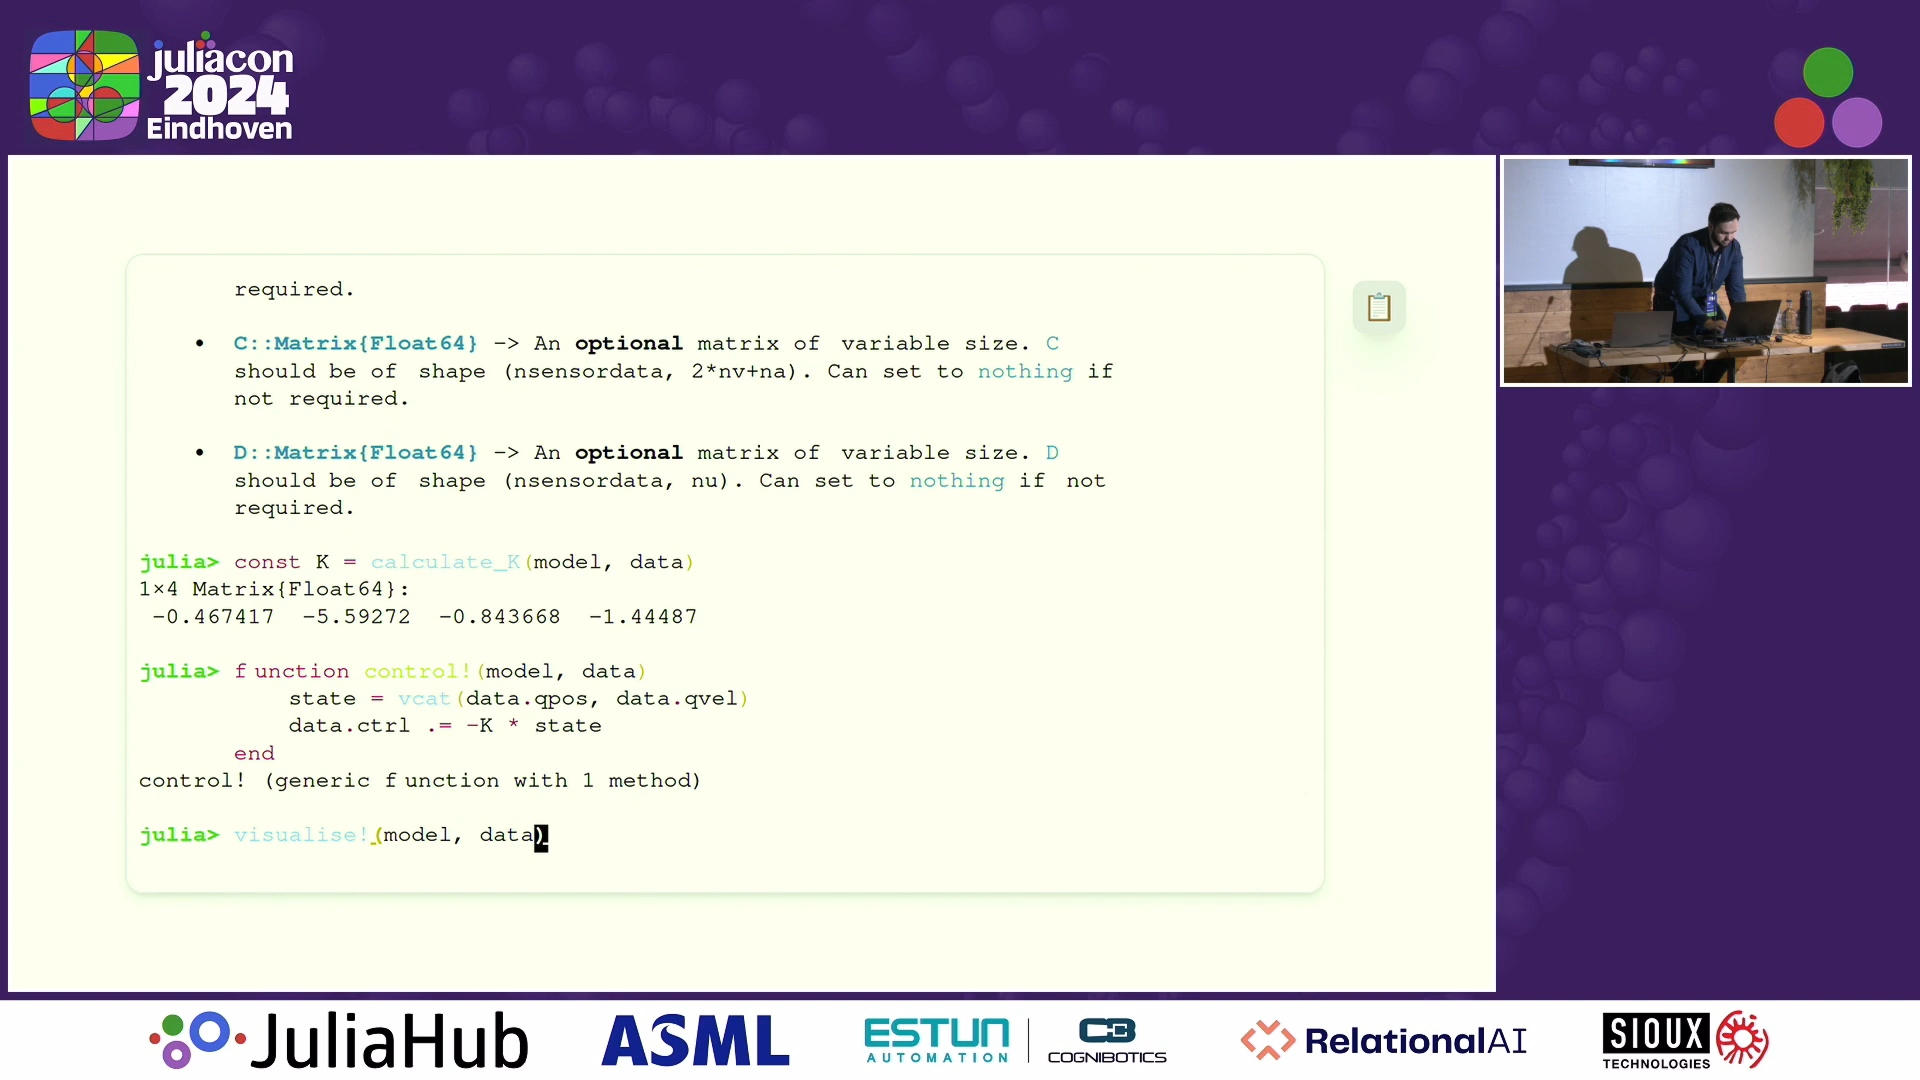 juliacon
2024
Eindhoven
required.
• C::Matrix{Float64} -> An optional matrix of variable size. C
should be of shape (nsensordata, 2*nv+na). Can set to nothing if
not required.
• D::Matrix{Float64} -> An optional matrix of variable size. D
should be of shape (nsensordata, nu). Can set to nothing if not
required.
julia> const K = calculate_K(model, data)
1×4 Matrix{Float64}:
-0.467417 -5.59272 -0.843668 -1.44487
julia> function control!(model, data)
state = vcat(data.qpos, data.qvel)
data.ctrl .= -K * state
end
control! (generic function with 1 method)
julia> visualise!(model, data)
JuliaHub
ASML
ESTUN
AUTOMATION
COGNIBOTICS
RelationalAI
SIOUX
TECHNOLOGIES